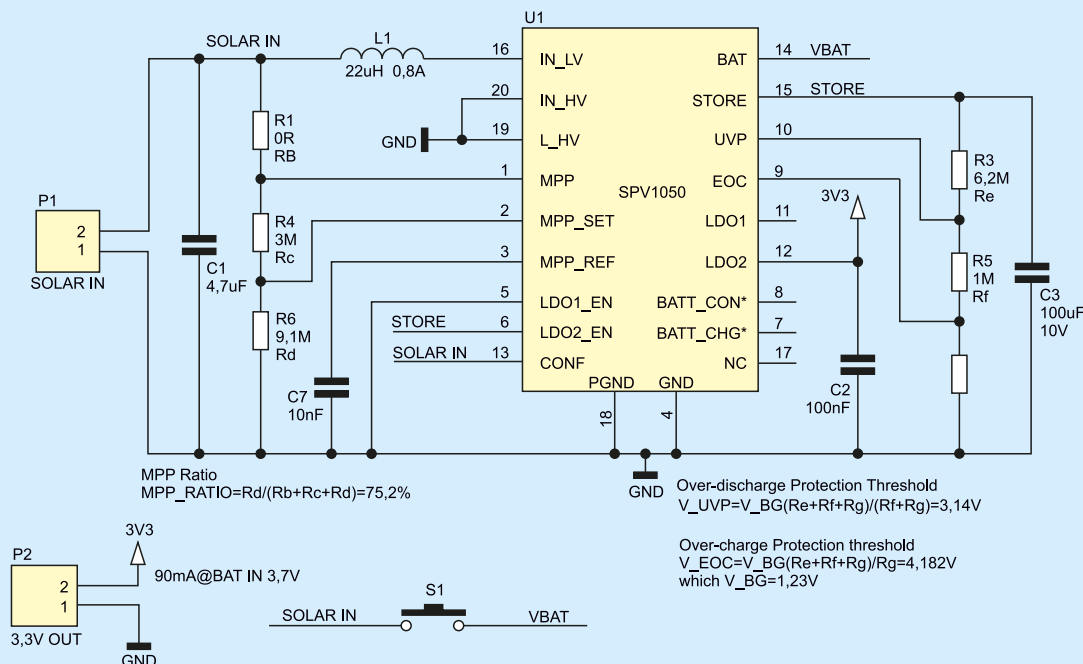 U1
SOLAR IN
L1
22uH 0,8A
16
IN_LV
BAT
14
VBAT
20
IN_HV
STORE
15
STORE
GND
19
L_HV
UVP
10
R1
0R
RB
1
MPP
EOC
9
R3
6,2M
Re
SPV1050
3V3
P1
2
1
SOLAR IN
R4
3M
Rc
2
MPP_SET
LDO1
11
C1
4,7uF
3
MPP_REF
LDO2
12
R5
1M
Rf
C3
100uF
10V
5
LDO1_EN
BATT_CON*
8
R6
9,1M
Rd
STORE
6
LDO2_EN
BATT_CHG*
7
SOLAR IN
13
CONF
NC
17
C7
10nF
PGND
GND
18
4
C2
100nF
GND
MPP Ratio
MPP_RATIO=Rd/(Rb+Rc+Rd)=75,2%
Over-discharge Protection Threshold
V_UVP=V_BG(Re+Rf+Rg)/(Rf+Rg)=3,14V
Over-charge Protection threshold
V_EOC=V_BG(Re+Rf+Rg)/Rg=4,182V
which V_BG=1,23V
3V3
P2
2
1
90mA@BAT IN 3,7V
3,3V OUT
GND
S1
SOLAR IN
VBAT